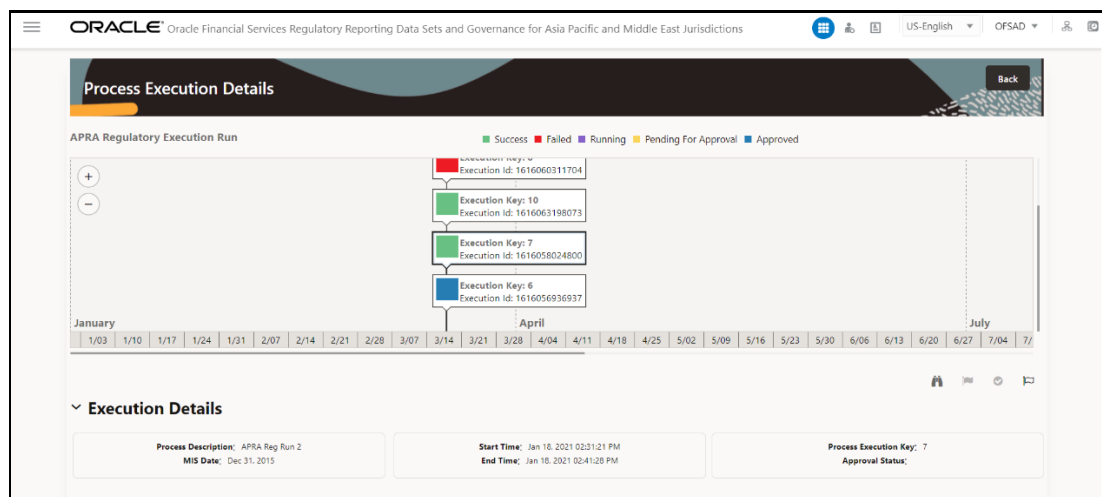 ORACLE Oracle Financial Services Regulatory Reporting Data Sets and Governance for Asia Pacific and Middle East Jurisdictions US-English OFSAD
Process Execution Details Back
APRA Regulatory Execution Run Success Failed Running Pending For Approval Approved
Execution Id: 1616060311704
Execution Key: 10
Execution Id: 1616063198073
Execution Key: 7
Execution Id: 1616058024800
Execution Key: 6
Execution Id: 1616056936937
January April July
1/03 1/10 1/17 1/24 1/31 2/07 2/14 2/21 2/28 3/07 3/14 3/21 3/28 4/04 4/11 4/18 4/25 5/02 5/09 5/16 5/23 5/30 6/06 6/13 6/20 6/27 7/04 7/
Execution Details
Process Description: APRA Reg Run 2 Start Time: Jan 18, 2021 02:31:21 PM Process Execution Key: 7
MIS Date: Dec 31, 2015 End Time: Jan 18, 2021 02:41:28 PM Approval Status: